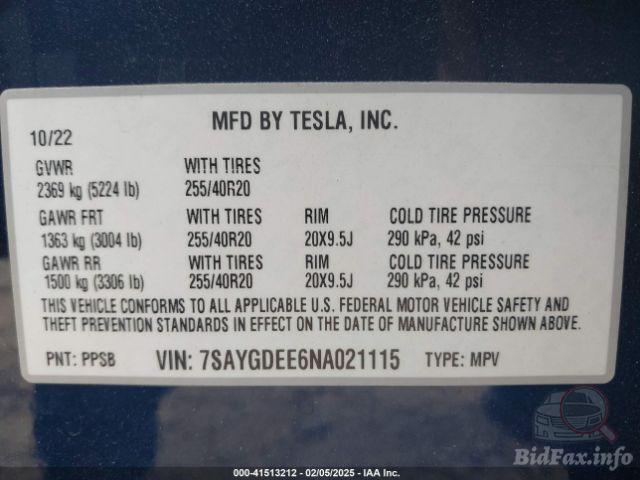 MFD BY TESLA, INC.
10/22
GVWR WITH TIRES
2369 kg (5224 lb) 255/40R20
GAWR FRT WITH TIRES RIM COLD TIRE PRESSURE
1363 kg (3004 lb) 255/40R20 20X9.5J 290 kPa, 42 psi
GAWR RR WITH TIRES RIM COLD TIRE PRESSURE
1500 kg (3306 lb) 255/40R20 20X9.5J 290 kPa, 42 psi
THIS VEHICLE CONFORMS TO ALL APPLICABLE U.S. FEDERAL MOTOR VEHICLE SAFETY AND
THEFT PREVENTION STANDARDS IN EFFECT ON THE DATE OF MANUFACTURE SHOWN ABOVE.
PNT: PPSB VIN: 7SAYGDEE6NA021115 TYPE: MPV
BidFax.info
000-41513212 - 02/05/2025 - IAA Inc.